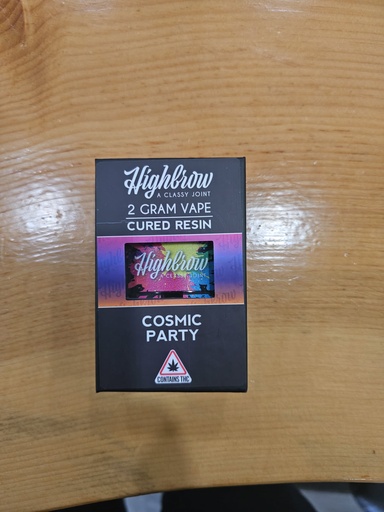 Highbrow
A CLASSY JOINT
2 GRAM VAPE
CURED RESIN
Highbrow
COSMIC
PARTY
CONTAINS THC